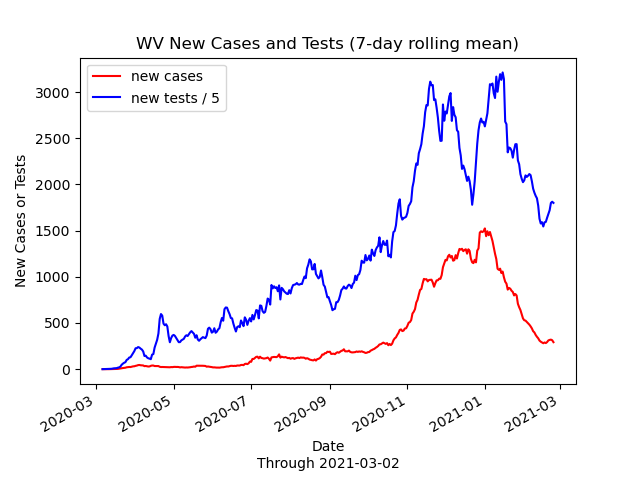 WV New Cases and Tests (7-day rolling mean)
new cases
new tests / 5
New Cases or Tests
3000
2500
2000
1500
1000
500
0
2020-03
2020-05
2020-07
2020-09
2020-11
2021-01
2021-03
Date
Through 2021-03-02